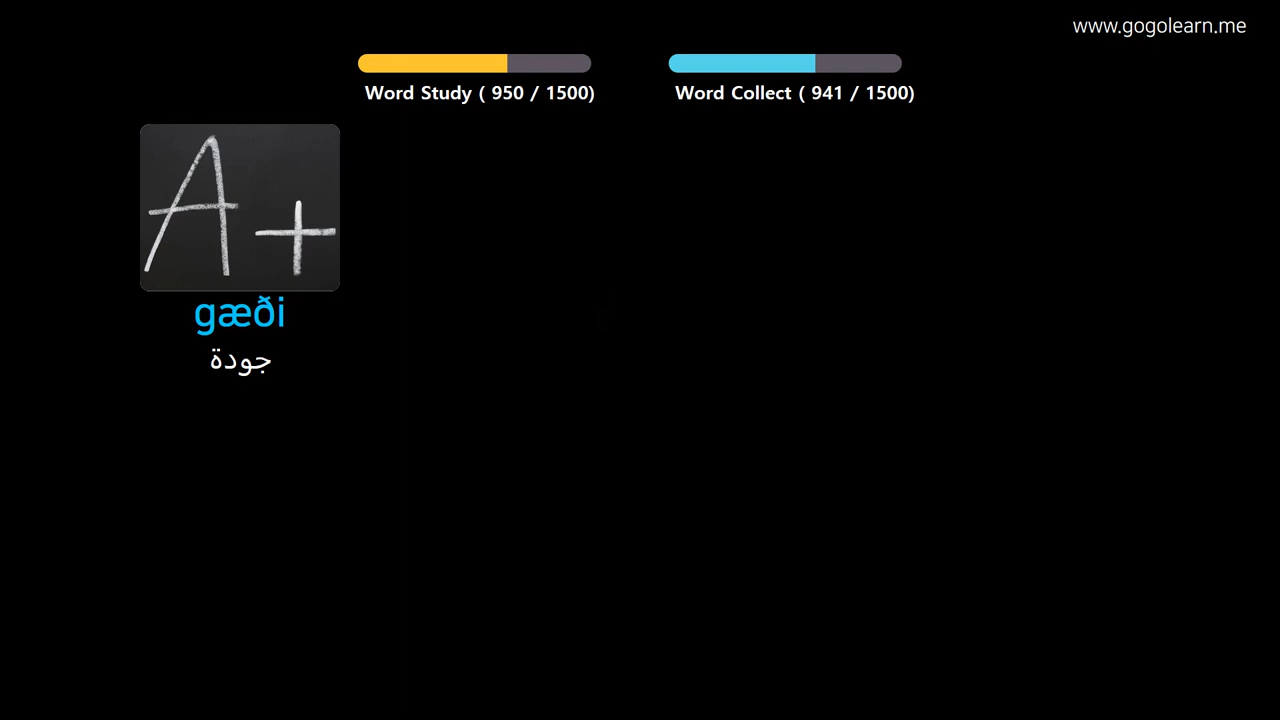 www.gogolearn.me
Word Study ( 950 / 1500)
Word Collect ( 941 / 1500)
A+
gæði
جودة